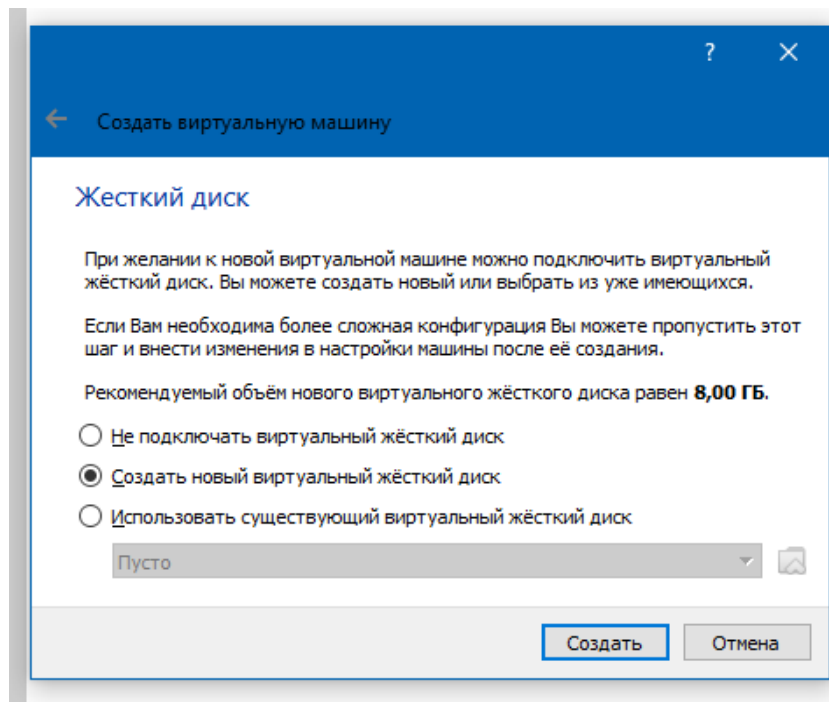 ?
Создать виртуальную машину
Жесткий диск
При желании к новой виртуальной машине можно подключить виртуальный
жёсткий диск. Вы можете создать новый или выбрать из уже имеющихся.
Если Вам необходима более сложная конфигурация Вы можете пропустить этот
шаг и внести изменения в настройки машины после её создания.
Рекомендуемый объём нового виртуального жёсткого диска равен 8,00 ГБ.
Не подключать виртуальный жёсткий диск
Создать новый виртуальный жёсткий диск
Использовать существующий виртуальный жёсткий диск
Пусто
Создать Отмена